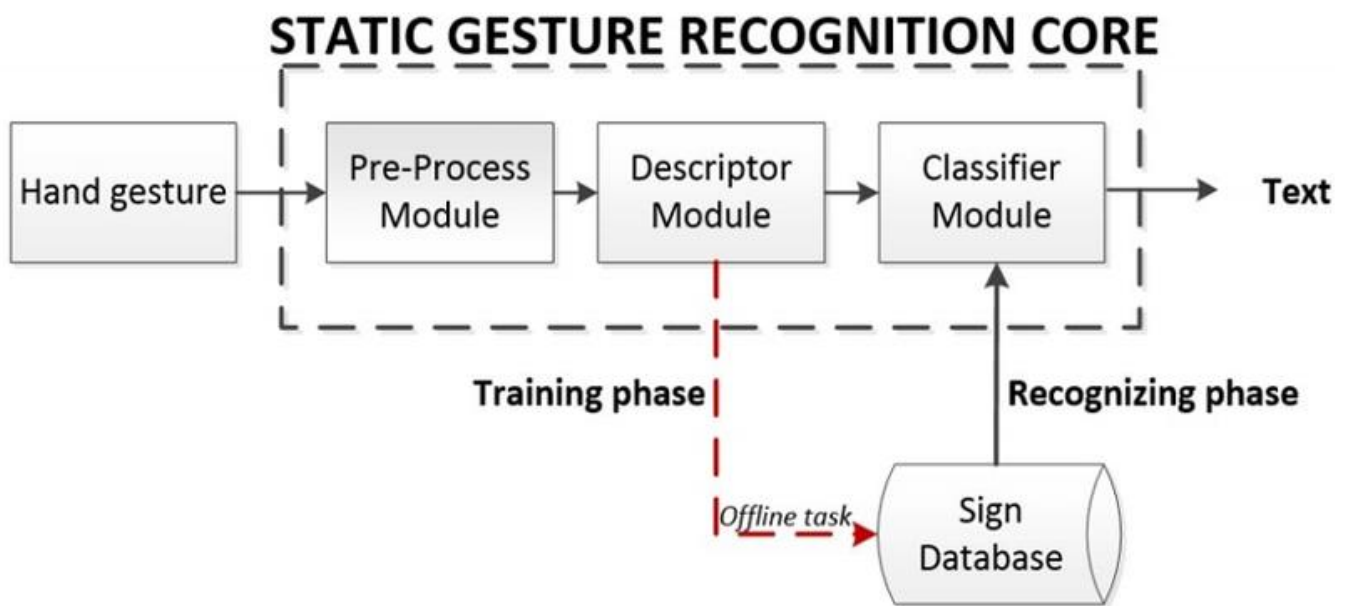 STATIC GESTURE RECOGNITION CORE
Hand gesture
Pre-Process
Module
Descriptor
Module
Classifier
Module
Text
Training phase
Recognizing phase
Offline task
Sign
Database